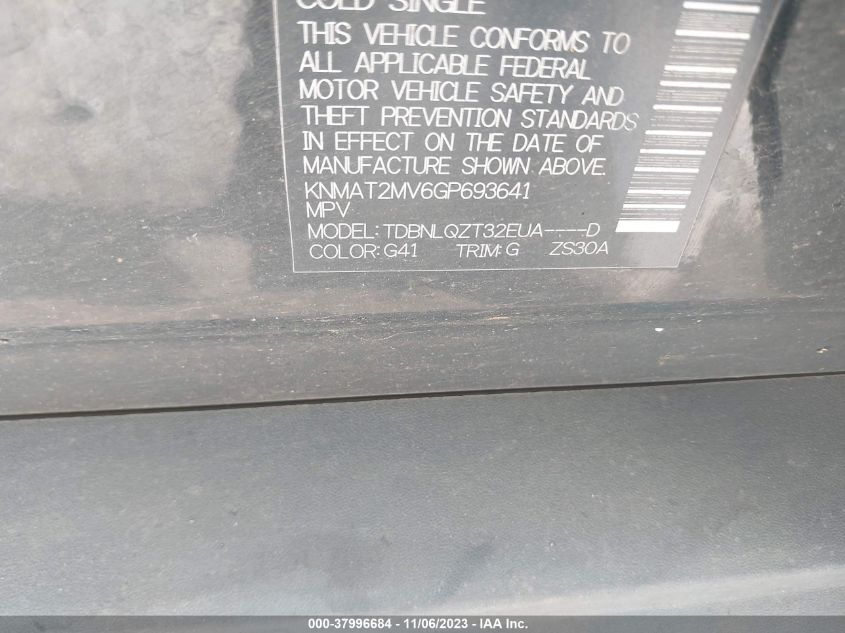 COLD SINGLE
THIS VEHICLE CONFORMS TO
ALL APPLICABLE FEDERAL
MOTOR VEHICLE SAFETY AND
THEFT PREVENTION STANDARDS
IN EFFECT ON THE DATE OF
MANUFACTURE SHOWN ABOVE.
KNMAT2MV6GP693641
MPV
MODEL: TDBNLQZT32EUA----D
COLOR: G41 TRIM: G ZS30A
000-37996684 - 11/06/2023 - IAA Inc.